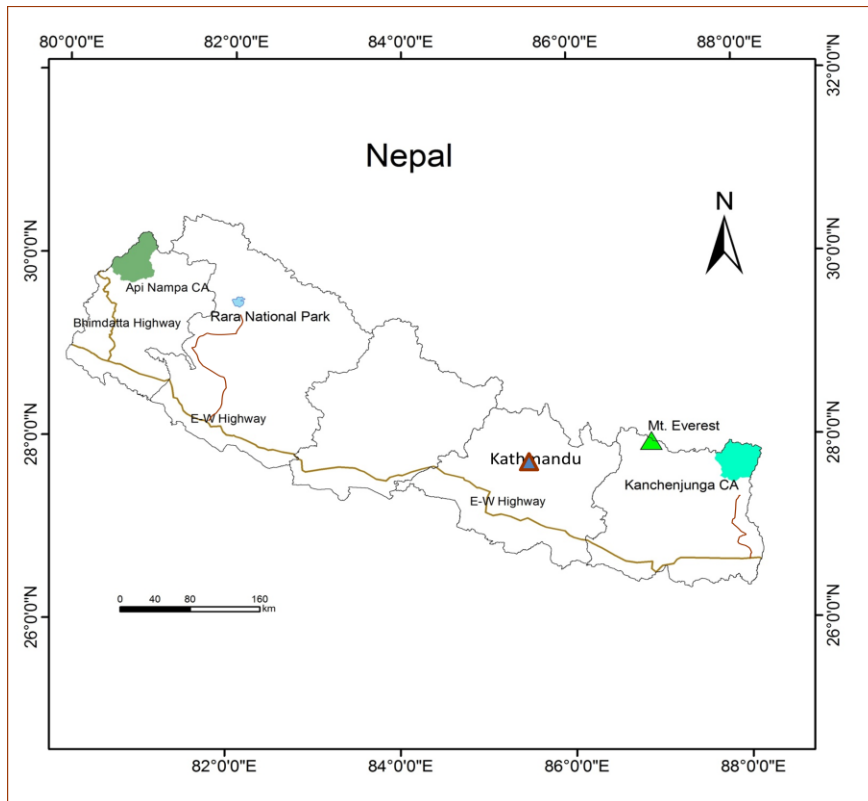 80°0'0"E 82°0'0"E 84°0'0"E 86°0'0"E 88°0'0"E
32°0'0"N
Nepal
N
30°0'0"N
30°0'0"N
Api Nampa CA
Rara National Park
Bhimdatta Highway
E-W Highway
Mt. Everest
28°0'0"N
28°0'0"N
Kathmandu
Kanchenjunga CA
E-W Highway
0 40 80 160
km
26°0'0"N
26°0'0"N
82°0'0"E 84°0'0"E 86°0'0"E 88°0'0"E